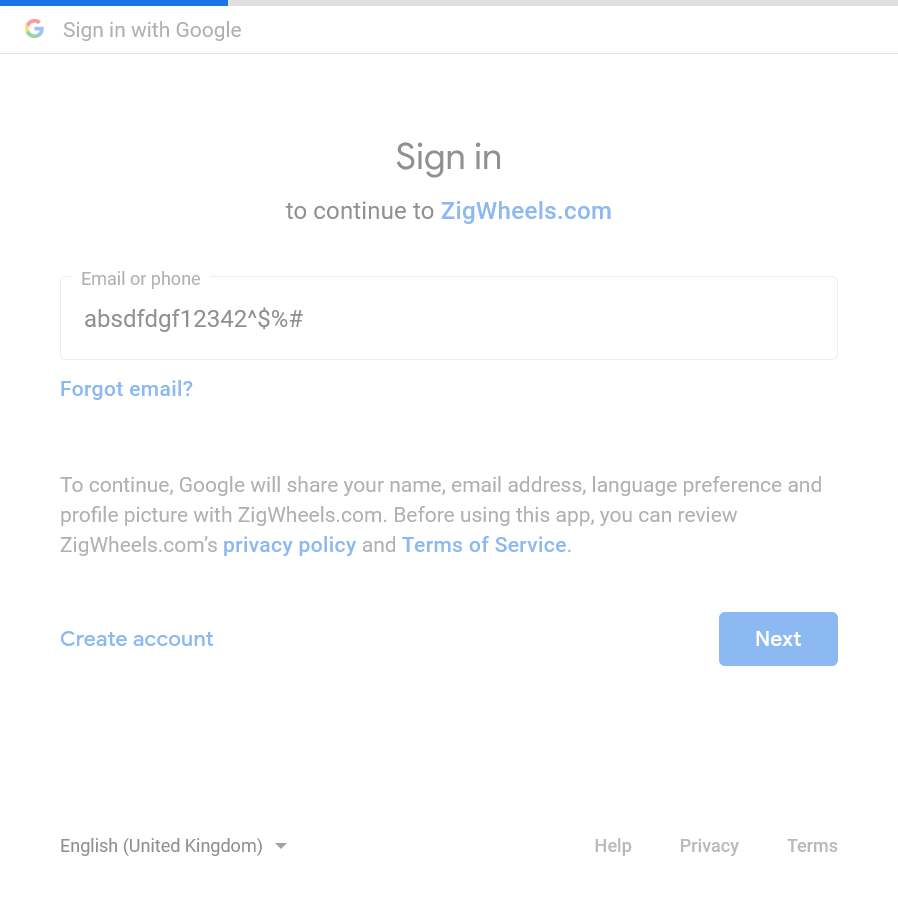 Sign in with Google
Sign in
to continue to ZigWheels.com
Email or phone
absdfdgf12342^$%#
Forgot email?
To continue, Google will share your name, email address, language preference and
profile picture with ZigWheels.com. Before using this app, you can review
ZigWheels.com’s privacy policy and Terms of Service.
Create account
Next
English (United Kingdom)
Help Privacy Terms